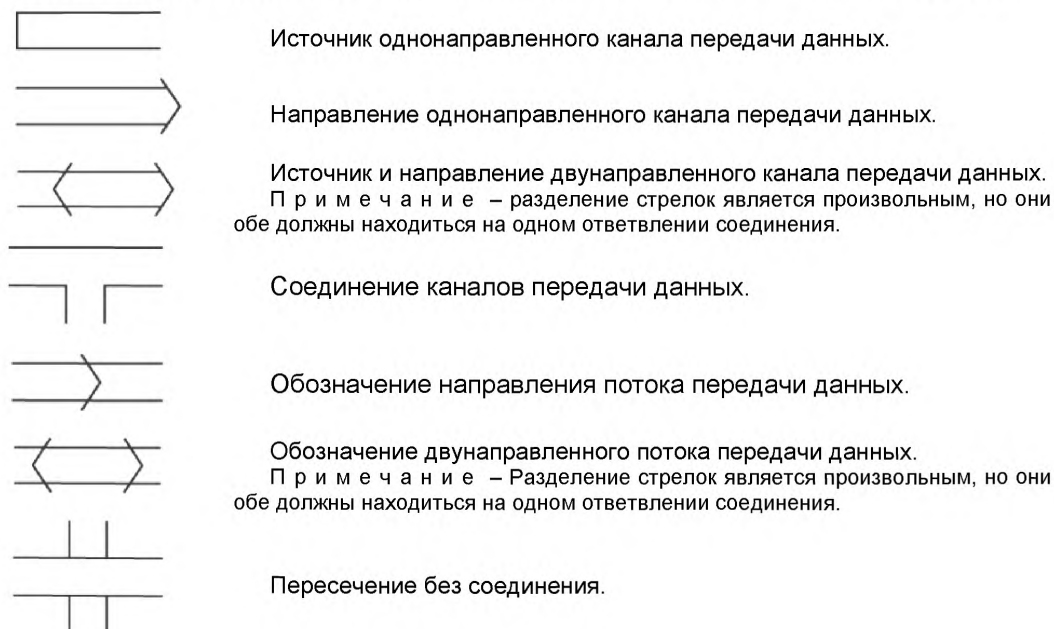 Источник однонаправленного канала передачи данных.
Направление однонаправленного канала передачи данных.
Источник и направление двунаправленного канала передачи данных.
П р и м е ч а н и е – разделение стрелок является произвольным, но они
обе должны находиться на одном ответвлении соединения.
Соединение каналов передачи данных.
Обозначение направления потока передачи данных.
Обозначение двунаправленного потока передачи данных.
П р и м е ч а н и е – Разделение стрелок является произвольным, но они
обе должны находиться на одном ответвлении соединения.
Пересечение без соединения.